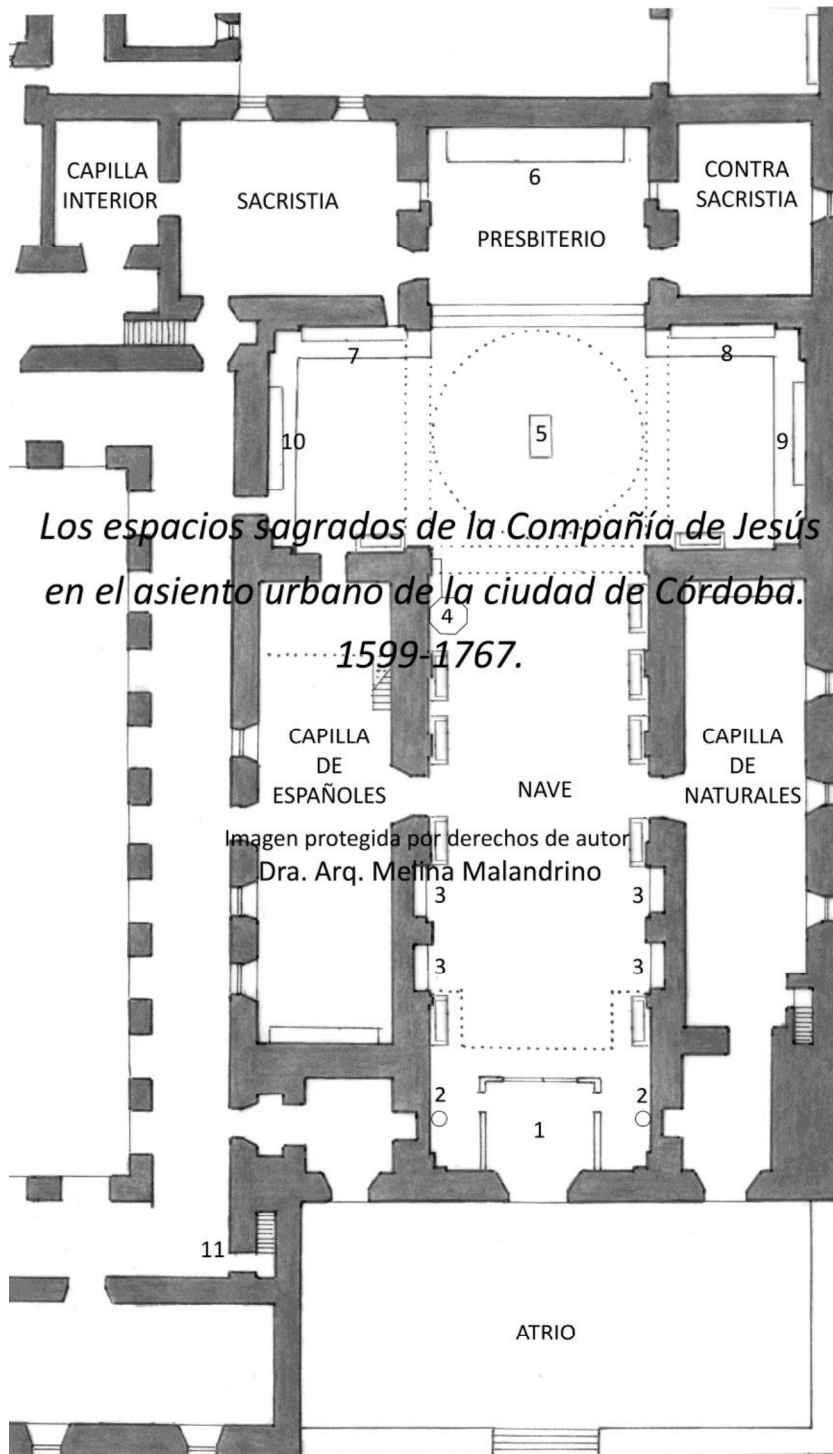 CAPILLA
INTERIOR
SACRISTIA
6
PRESBITERIO
CONTRA
SACRISTIA
7
8
10
5
9
Los espacios sagrados de la Compañía de Jesús
en el asiento urbano de la ciudad de Córdoba.
4
1599-1767.
CAPILLA
DE
ESPAÑOLES
NAVE
CAPILLA
DE
NATURALES
Imagen protegida por derechos de autor
Dra. Arq. Melina Malandrino
3
3
3
3
2
2
1
11
ATRIO